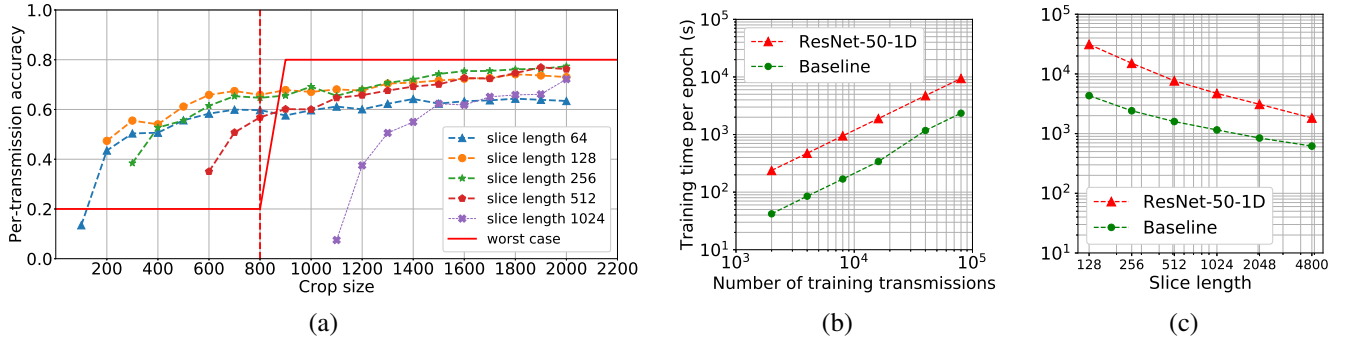 Per-transmission accuracy
1.0
0.8
0.6
0.4
0.2
0.0
200 400 600 800 1000 1200 1400 1600 1800 2000 2200
Crop size
slice length 64
slice length 128
slice length 256
slice length 512
slice length 1024
worst case
(a)
Training time per epoch (s)
10^5
10^4
10^3
10^2
10^1
10^3 10^4 10^5
Number of training transmissions
ResNet-50-1D
Baseline
(b)
10^5
10^4
10^3
10^2
10^1
128 256 512 1024 2048 4800
Slice length
ResNet-50-1D
Baseline
(c)